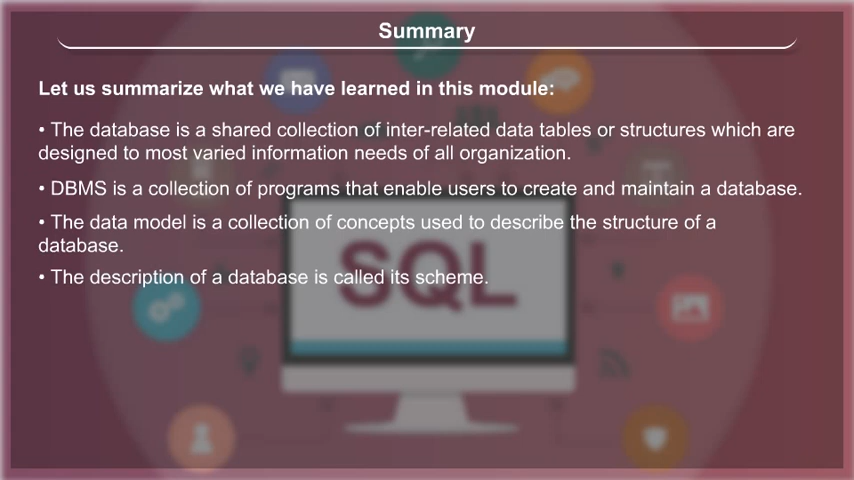 Summary
Let us summarize what we have learned in this module:
• The database is a shared collection of inter-related data tables or structures which are
designed to most varied information needs of all organization.
• DBMS is a collection of programs that enable users to create and maintain a database.
• The data model is a collection of concepts used to describe the structure of a
database.
• The description of a database is called its scheme.
SQL